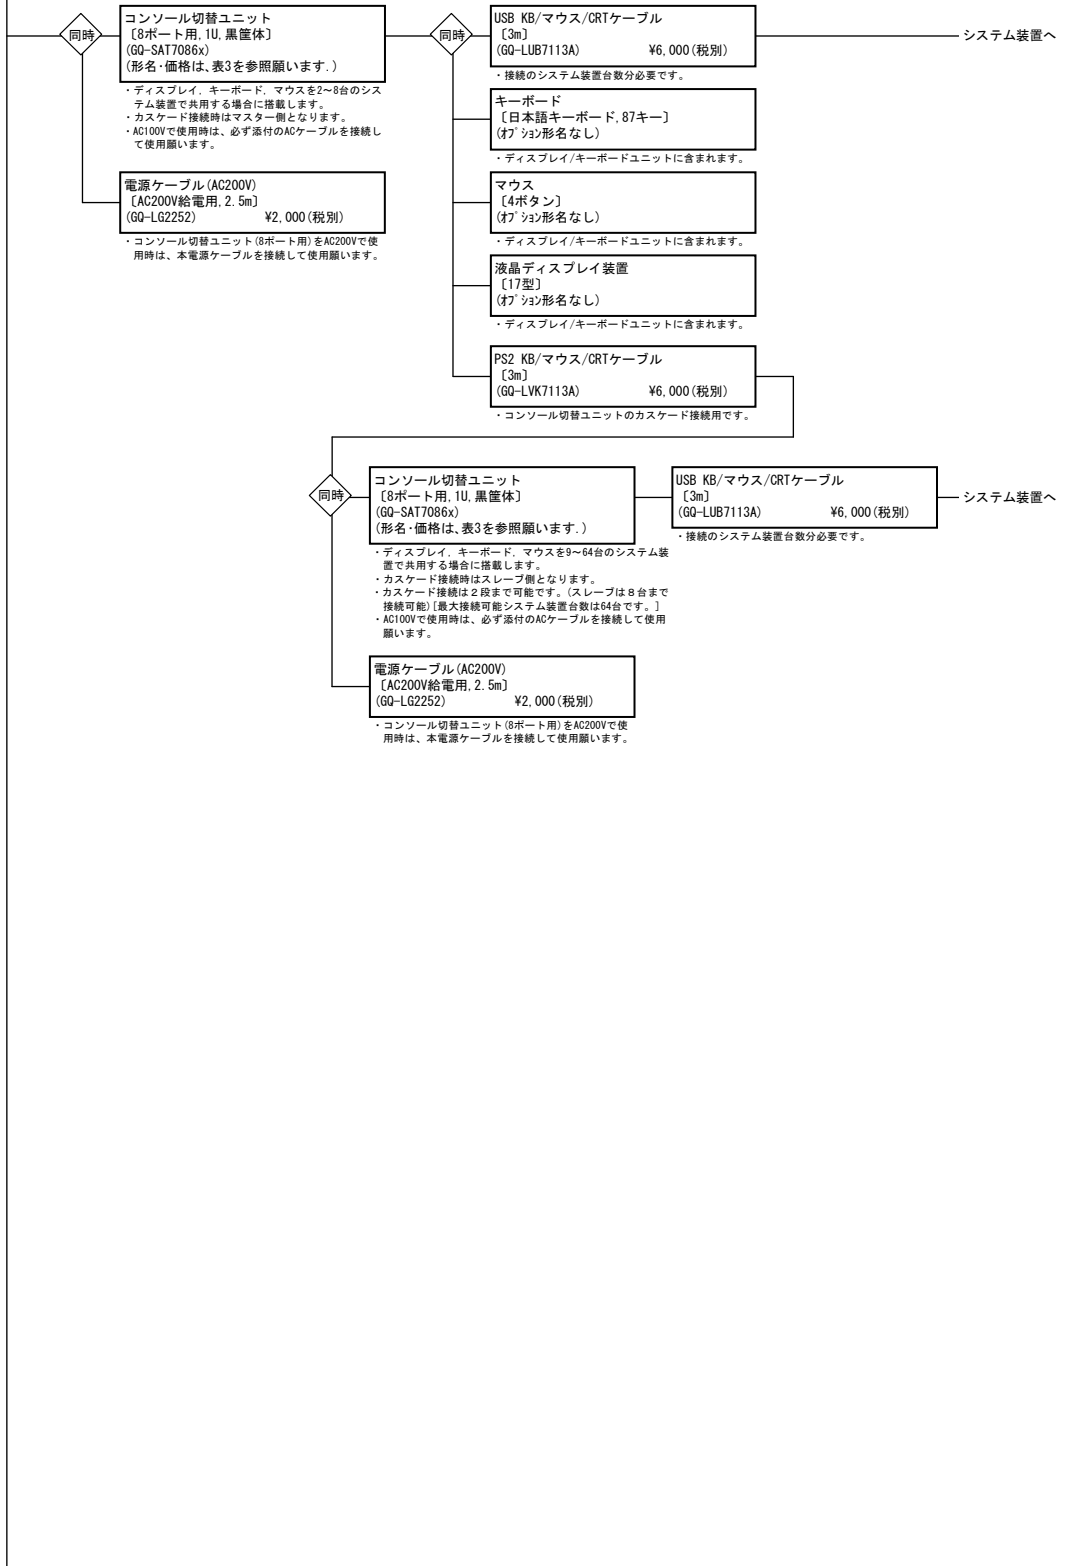 同時
コンソール切替ユニット
〔8ポート用,1U,黒筐体〕
(GQ-SAT7086x)
(形名･価格は､表3を参照願います.)
・ディスプレイ, キーボード, マウスを2～8台のシス
テム装置で共用する場合に搭載します。
・カスケード接続時はマスター側となります。
・AC100Vで使用時は、必ず添付のACケーブルを接続し
て使用願います。
電源ケーブル(AC200V)
〔AC200V給電用,2.5m〕
(GQ-LG2252) ¥2,000(税別)
・コンソール切替ユニット(8ポート用)をAC200Vで使
用時は、本電源ケーブルを接続して使用願います。
同時
USB KB/マウス/CRTケーブル
〔3m〕
(GQ-LUB7113A) ¥6,000(税別)
・接続のシステム装置台数分必要です。
システム装置へ
キーボード
〔日本語キーボード,87キー〕
(ｵﾌﾟｼｮﾝ形名なし)
・ディスプレイ/キーボードユニットに含まれます。
マウス
〔4ボタン〕
(ｵﾌﾟｼｮﾝ形名なし)
・ディスプレイ/キーボードユニットに含まれます。
液晶ディスプレイ装置
〔17型〕
(ｵﾌﾟｼｮﾝ形名なし)
・ディスプレイ/キーボードユニットに含まれます。
PS2 KB/マウス/CRTケーブル
〔3m〕
(GQ-LVK7113A) ¥6,000(税別)
・コンソール切替ユニットのカスケード接続用です。
同時
コンソール切替ユニット
〔8ポート用,1U,黒筐体〕
(GQ-SAT7086x)
(形名･価格は､表3を参照願います.)
・ディスプレイ, キーボード, マウスを9～64台のシステム装
置で共用する場合に搭載します。
・カスケード接続時はスレーブ側となります。
・カスケード接続は２段まで可能です。(スレーブは８台まで
接続可能)[最大接続可能システム装置台数は64台です。]
・AC100Vで使用時は、必ず添付のACケーブルを接続して使用
願います。
USB KB/マウス/CRTケーブル
〔3m〕
(GQ-LUB7113A) ¥6,000(税別)
・接続のシステム装置台数分必要です。
システム装置へ
電源ケーブル(AC200V)
〔AC200V給電用,2.5m〕
(GQ-LG2252) ¥2,000(税別)
・コンソール切替ユニット(8ポート用)をAC200Vで使
用時は、本電源ケーブルを接続して使用願います。